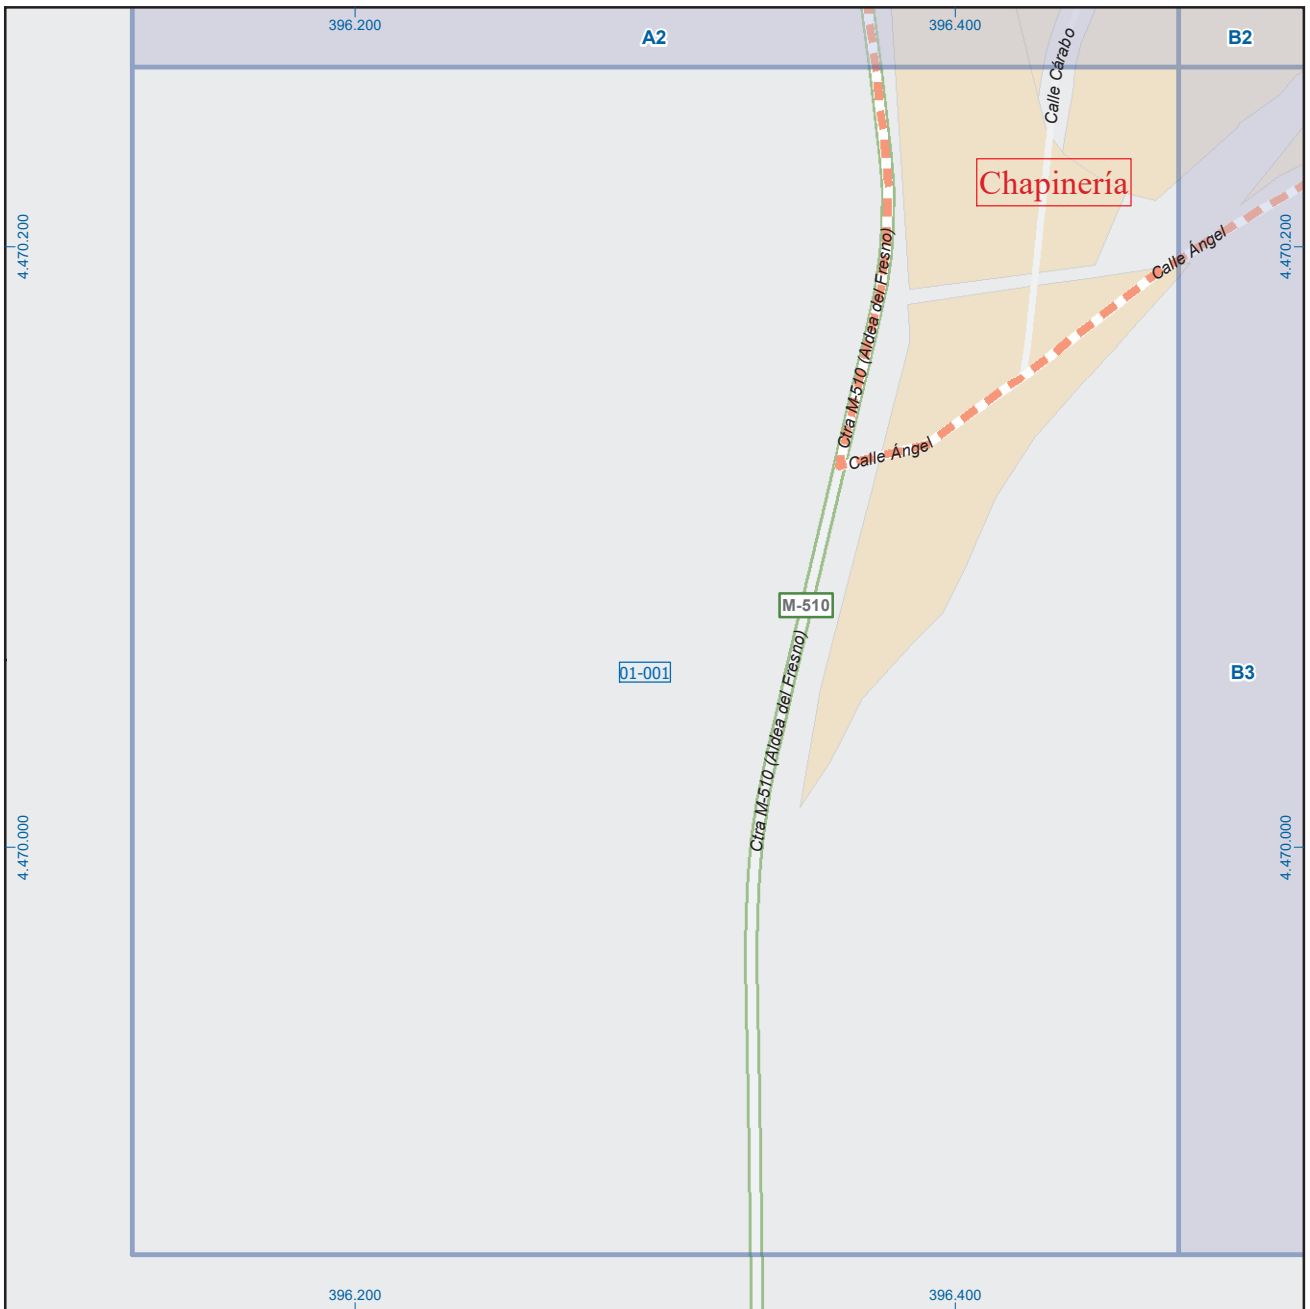 396.200
396.400
A2
B2
Calle Cárabo
Chapinería
4.470.200
4.470.200
Calle Ángel
Ctra M-510 (Aldea del Fresno)
Calle Ángel
M-510
01-001
B3
Ctra M-510 (Aldea del Fresno)
4.470.000
4.470.000
396.200
396.400